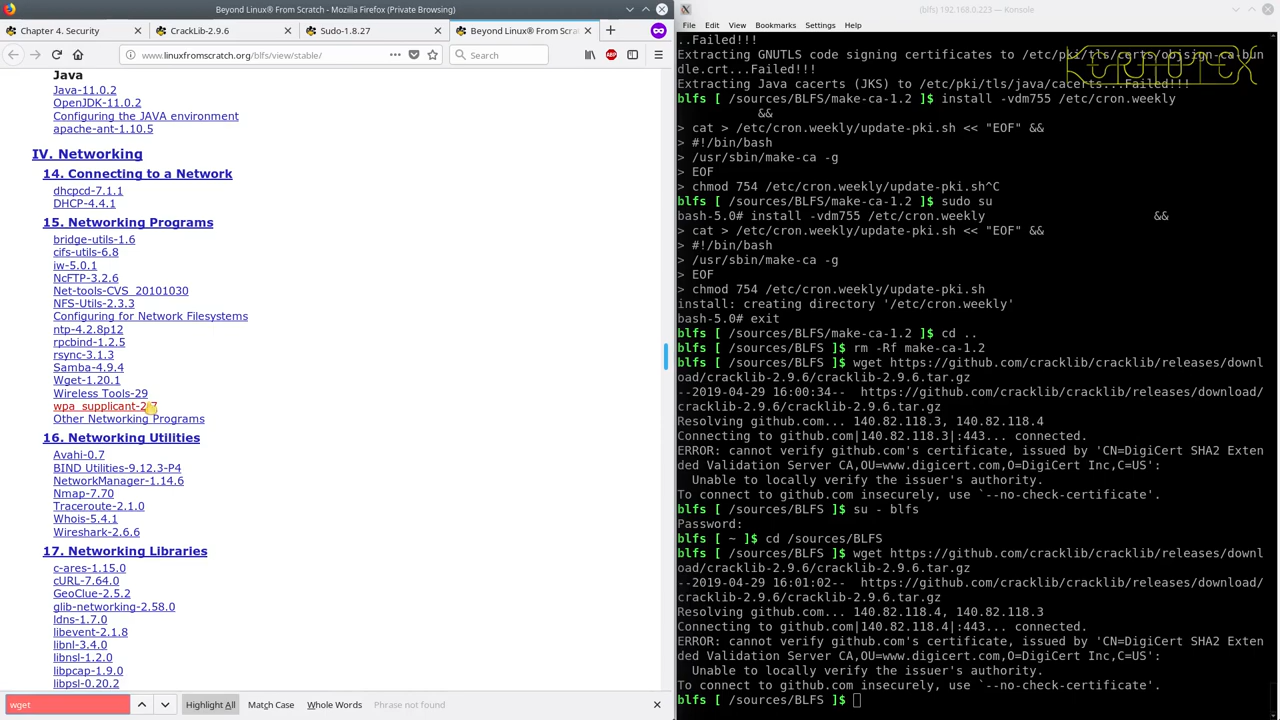 Beyond Linux® From Scratch - Mozilla Firefox (Private Browsing)
Chapter 4. Security
CrackLib-2.9.6
Sudo-1.8.27
Beyond Linux® From Scra
www.linuxfromscratch.org/blfs/view/stable/
Search
Java
Java-11.0.2
OpenJDK-11.0.2
Configuring the JAVA environment
apache-ant-1.10.5
IV. Networking
14. Connecting to a Network
dhcpcd-7.1.1
DHCP-4.4.1
15. Networking Programs
bridge-utils-1.6
cifs-utils-6.8
iw-5.0.1
NcFTP-3.2.6
Net-tools-CVS_20101030
NFS-Utils-2.3.3
Configuring for Network Filesystems
ntp-4.2.8p12
rpcbind-1.2.5
rsync-3.1.3
Samba-4.9.4
Wget-1.20.1
Wireless Tools-29
wpa_supplicant-2.7
Other Networking Programs
16. Networking Utilities
Avahi-0.7
BIND Utilities-9.12.3-P4
NetworkManager-1.14.6
Nmap-7.70
Traceroute-2.1.0
Whois-5.4.1
Wireshark-2.6.6
17. Networking Libraries
c-ares-1.15.0
cURL-7.64.0
GeoClue-2.5.2
glib-networking-2.58.0
ldns-1.7.0
libevent-2.1.8
libnl-3.4.0
libnsl-1.2.0
libpcap-1.9.0
libpsl-0.20.2
wget
Highlight All
Match Case
Whole Words
Phrase not found
(blfs) 192.168.0.223 — Konsole
File Edit View Bookmarks Settings Help
..Failed!!!
Extracting GNUTLS code signing certificates to /etc/pki/tls/certs/objsign-ca-bun
dle.crt...Failed!!!
Extracting Java cacerts (JKS) to /etc/pki/tls/java/cacerts...Failed!!!
blfs [ /sources/BLFS/make-ca-1.2 ]$ install -vdm755 /etc/cron.weekly
&&
> cat > /etc/cron.weekly/update-pki.sh << "EOF" &&
> #!/bin/bash
> /usr/sbin/make-ca -g
> EOF
> chmod 754 /etc/cron.weekly/update-pki.sh^C
blfs [ /sources/BLFS/make-ca-1.2 ]$ sudo su
bash-5.0# install -vdm755 /etc/cron.weekly &&
> cat > /etc/cron.weekly/update-pki.sh << "EOF" &&
> #!/bin/bash
> /usr/sbin/make-ca -g
> EOF
> chmod 754 /etc/cron.weekly/update-pki.sh
install: creating directory '/etc/cron.weekly'
bash-5.0# exit
blfs [ /sources/BLFS/make-ca-1.2 ]$ cd ..
blfs [ /sources/BLFS ]$ rm -Rf make-ca-1.2
blfs [ /sources/BLFS ]$ wget https://github.com/cracklib/cracklib/releases/downl
oad/cracklib-2.9.6/cracklib-2.9.6.tar.gz
--2019-04-29 16:00:34-- https://github.com/cracklib/cracklib/releases/download/
cracklib-2.9.6/cracklib-2.9.6.tar.gz
Resolving github.com... 140.82.118.3, 140.82.118.4
Connecting to github.com|140.82.118.3|:443... connected.
ERROR: cannot verify github.com's certificate, issued by 'CN=DigiCert SHA2 Exten
ded Validation Server CA,OU=www.digicert.com,O=DigiCert Inc,C=US':
Unable to locally verify the issuer's authority.
To connect to github.com insecurely, use `--no-check-certificate'.
blfs [ /sources/BLFS ]$ su - blfs
Password:
blfs [ ~ ]$ cd /sources/BLFS
blfs [ /sources/BLFS ]$ wget https://github.com/cracklib/cracklib/releases/downl
oad/cracklib-2.9.6/cracklib-2.9.6.tar.gz
--2019-04-29 16:01:02-- https://github.com/cracklib/cracklib/releases/download/
cracklib-2.9.6/cracklib-2.9.6.tar.gz
Resolving github.com... 140.82.118.4, 140.82.118.3
Connecting to github.com|140.82.118.4|:443... connected.
ERROR: cannot verify github.com's certificate, issued by 'CN=DigiCert SHA2 Exten
ded Validation Server CA,OU=www.digicert.com,O=DigiCert Inc,C=US':
Unable to locally verify the issuer's authority.
To connect to github.com insecurely, use `--no-check-certificate'.
blfs [ /sources/BLFS ]$